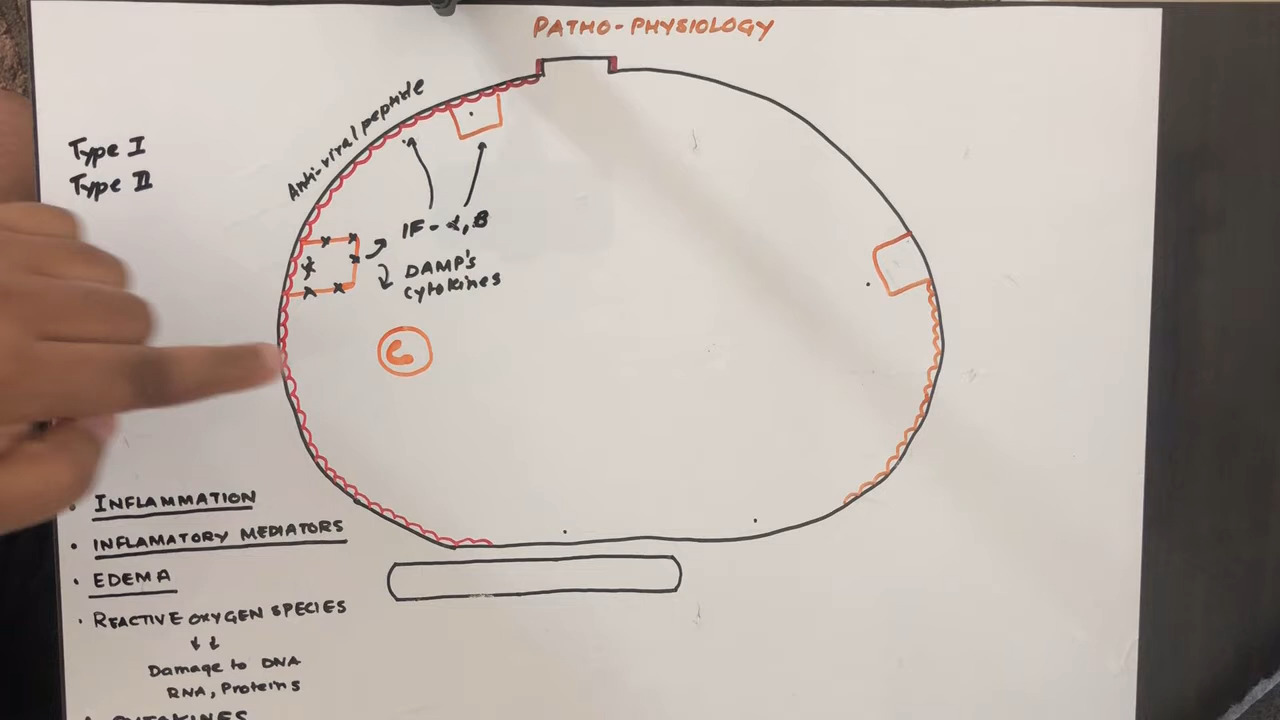 PATHO-PHYSIOLOGY
Anti-viral peptide
Type I
Type II
IF-α,B
DAMP's
cytokines
• INFLAMMATION
• INFLAMATORY MEDIATORS
• EDEMA
• REACTIVE OXYGEN SPECIES
↓ ↓
Damage to DNA
RNA, Proteins
CYTOKINES